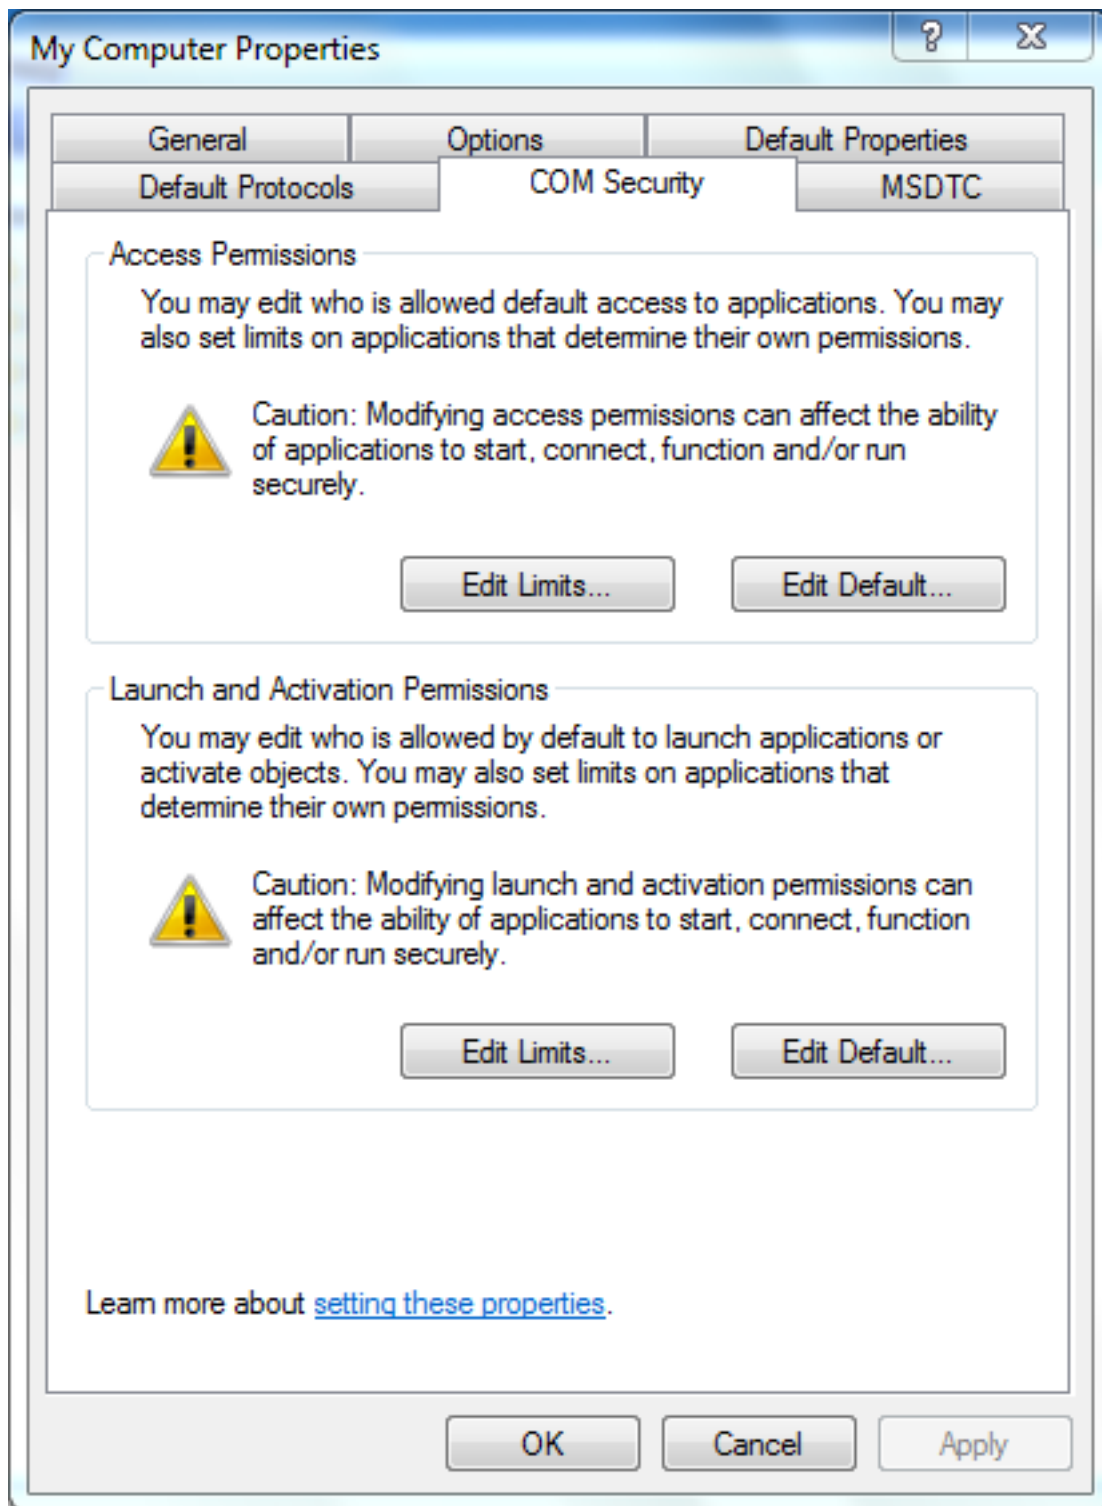 My Computer Properties
General Options Default Properties
Default Protocols COM Security MSDTC
Access Permissions
You may edit who is allowed default access to applications. You may
also set limits on applications that determine their own permissions.
Caution: Modifying access permissions can affect the ability
of applications to start, connect, function and/or run
securely.
Edit Limits... Edit Default...
Launch and Activation Permissions
You may edit who is allowed by default to launch applications or
activate objects. You may also set limits on applications that
determine their own permissions.
Caution: Modifying launch and activation permissions can
affect the ability of applications to start, connect, function
and/or run securely.
Edit Limits... Edit Default...
Learn more about setting these properties.
OK Cancel Apply